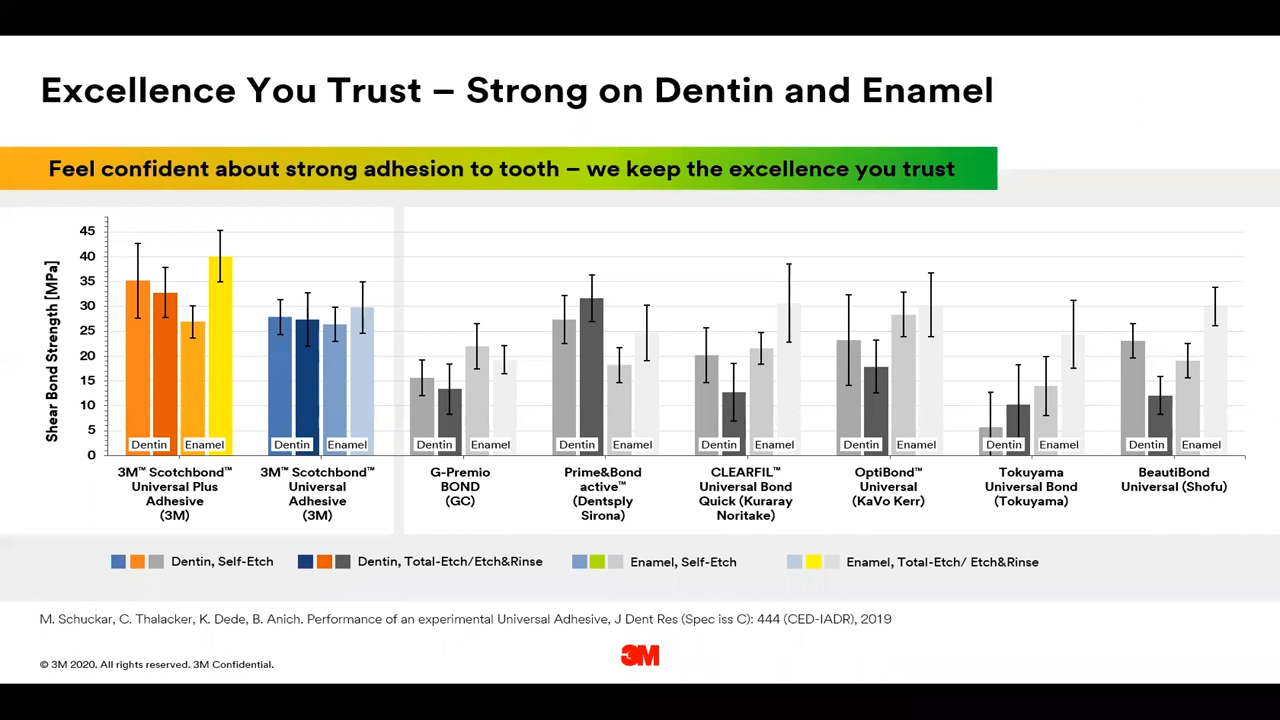 Excellence You Trust – Strong on Dentin and Enamel
Feel confident about strong adhesion to tooth – we keep the excellence you trust
Shear Bond Strength [MPa]
45
40
35
30
25
20
15
10
5
0
Dentin Enamel
Dentin Enamel
Dentin Enamel
Dentin Enamel
Dentin Enamel
Dentin Enamel
Dentin Enamel
Dentin Enamel
3M™ Scotchbond™
Universal Plus
Adhesive
(3M)
3M™ Scotchbond™
Universal
Adhesive
(3M)
G-Premio
BOND
(GC)
Prime&Bond
active™
(Dentsply
Sirona)
CLEARFIL™
Universal Bond
Quick (Kuraray
Noritake)
OptiBond™
Universal
(KaVo Kerr)
Tokuyama
Universal Bond
(Tokuyama)
BeautiBond
Universal (Shofu)
Dentin, Self-Etch
Dentin, Total-Etch/Etch&Rinse
Enamel, Self-Etch
Enamel, Total-Etch/ Etch&Rinse
M. Schuckar, C. Thalacker, K. Dede, B. Anich. Performance of an experimental Universal Adhesive, J Dent Res (Spec iss C): 444 (CED-IADR), 2019
© 3M 2020. All rights reserved. 3M Confidential.
3M